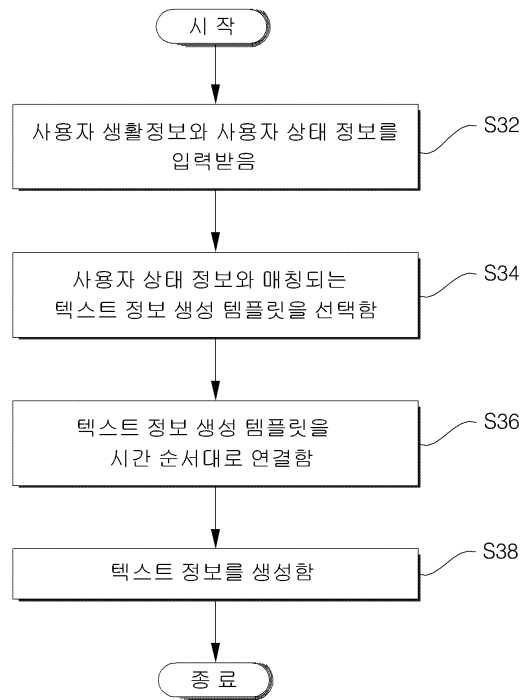 시 작
사용자 생활정보와 사용자 상태 정보를
입력받음
S32
사용자 상태 정보와 매칭되는
텍스트 정보 생성 템플릿을 선택함
S34
텍스트 정보 생성 템플릿을
시간 순서대로 연결함
S36
텍스트 정보를 생성함
S38
종 료